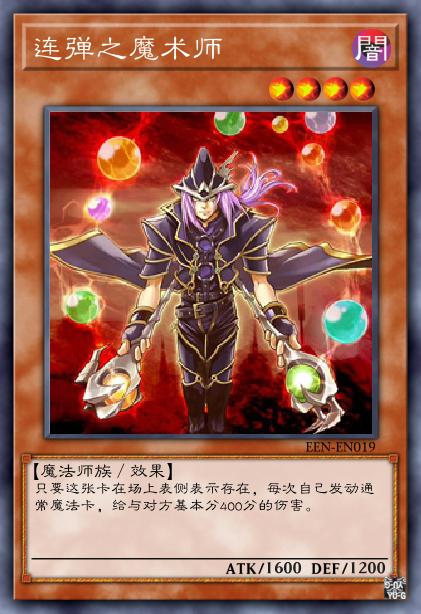 连弹之魔术师
闇
EEN-EN019
【魔法师族/效果】
只要这张卡在场上表侧表示存在，每次自己发动通
常魔法卡，给与对方基本分400分的伤害。
ATK/1600 DEF/1200